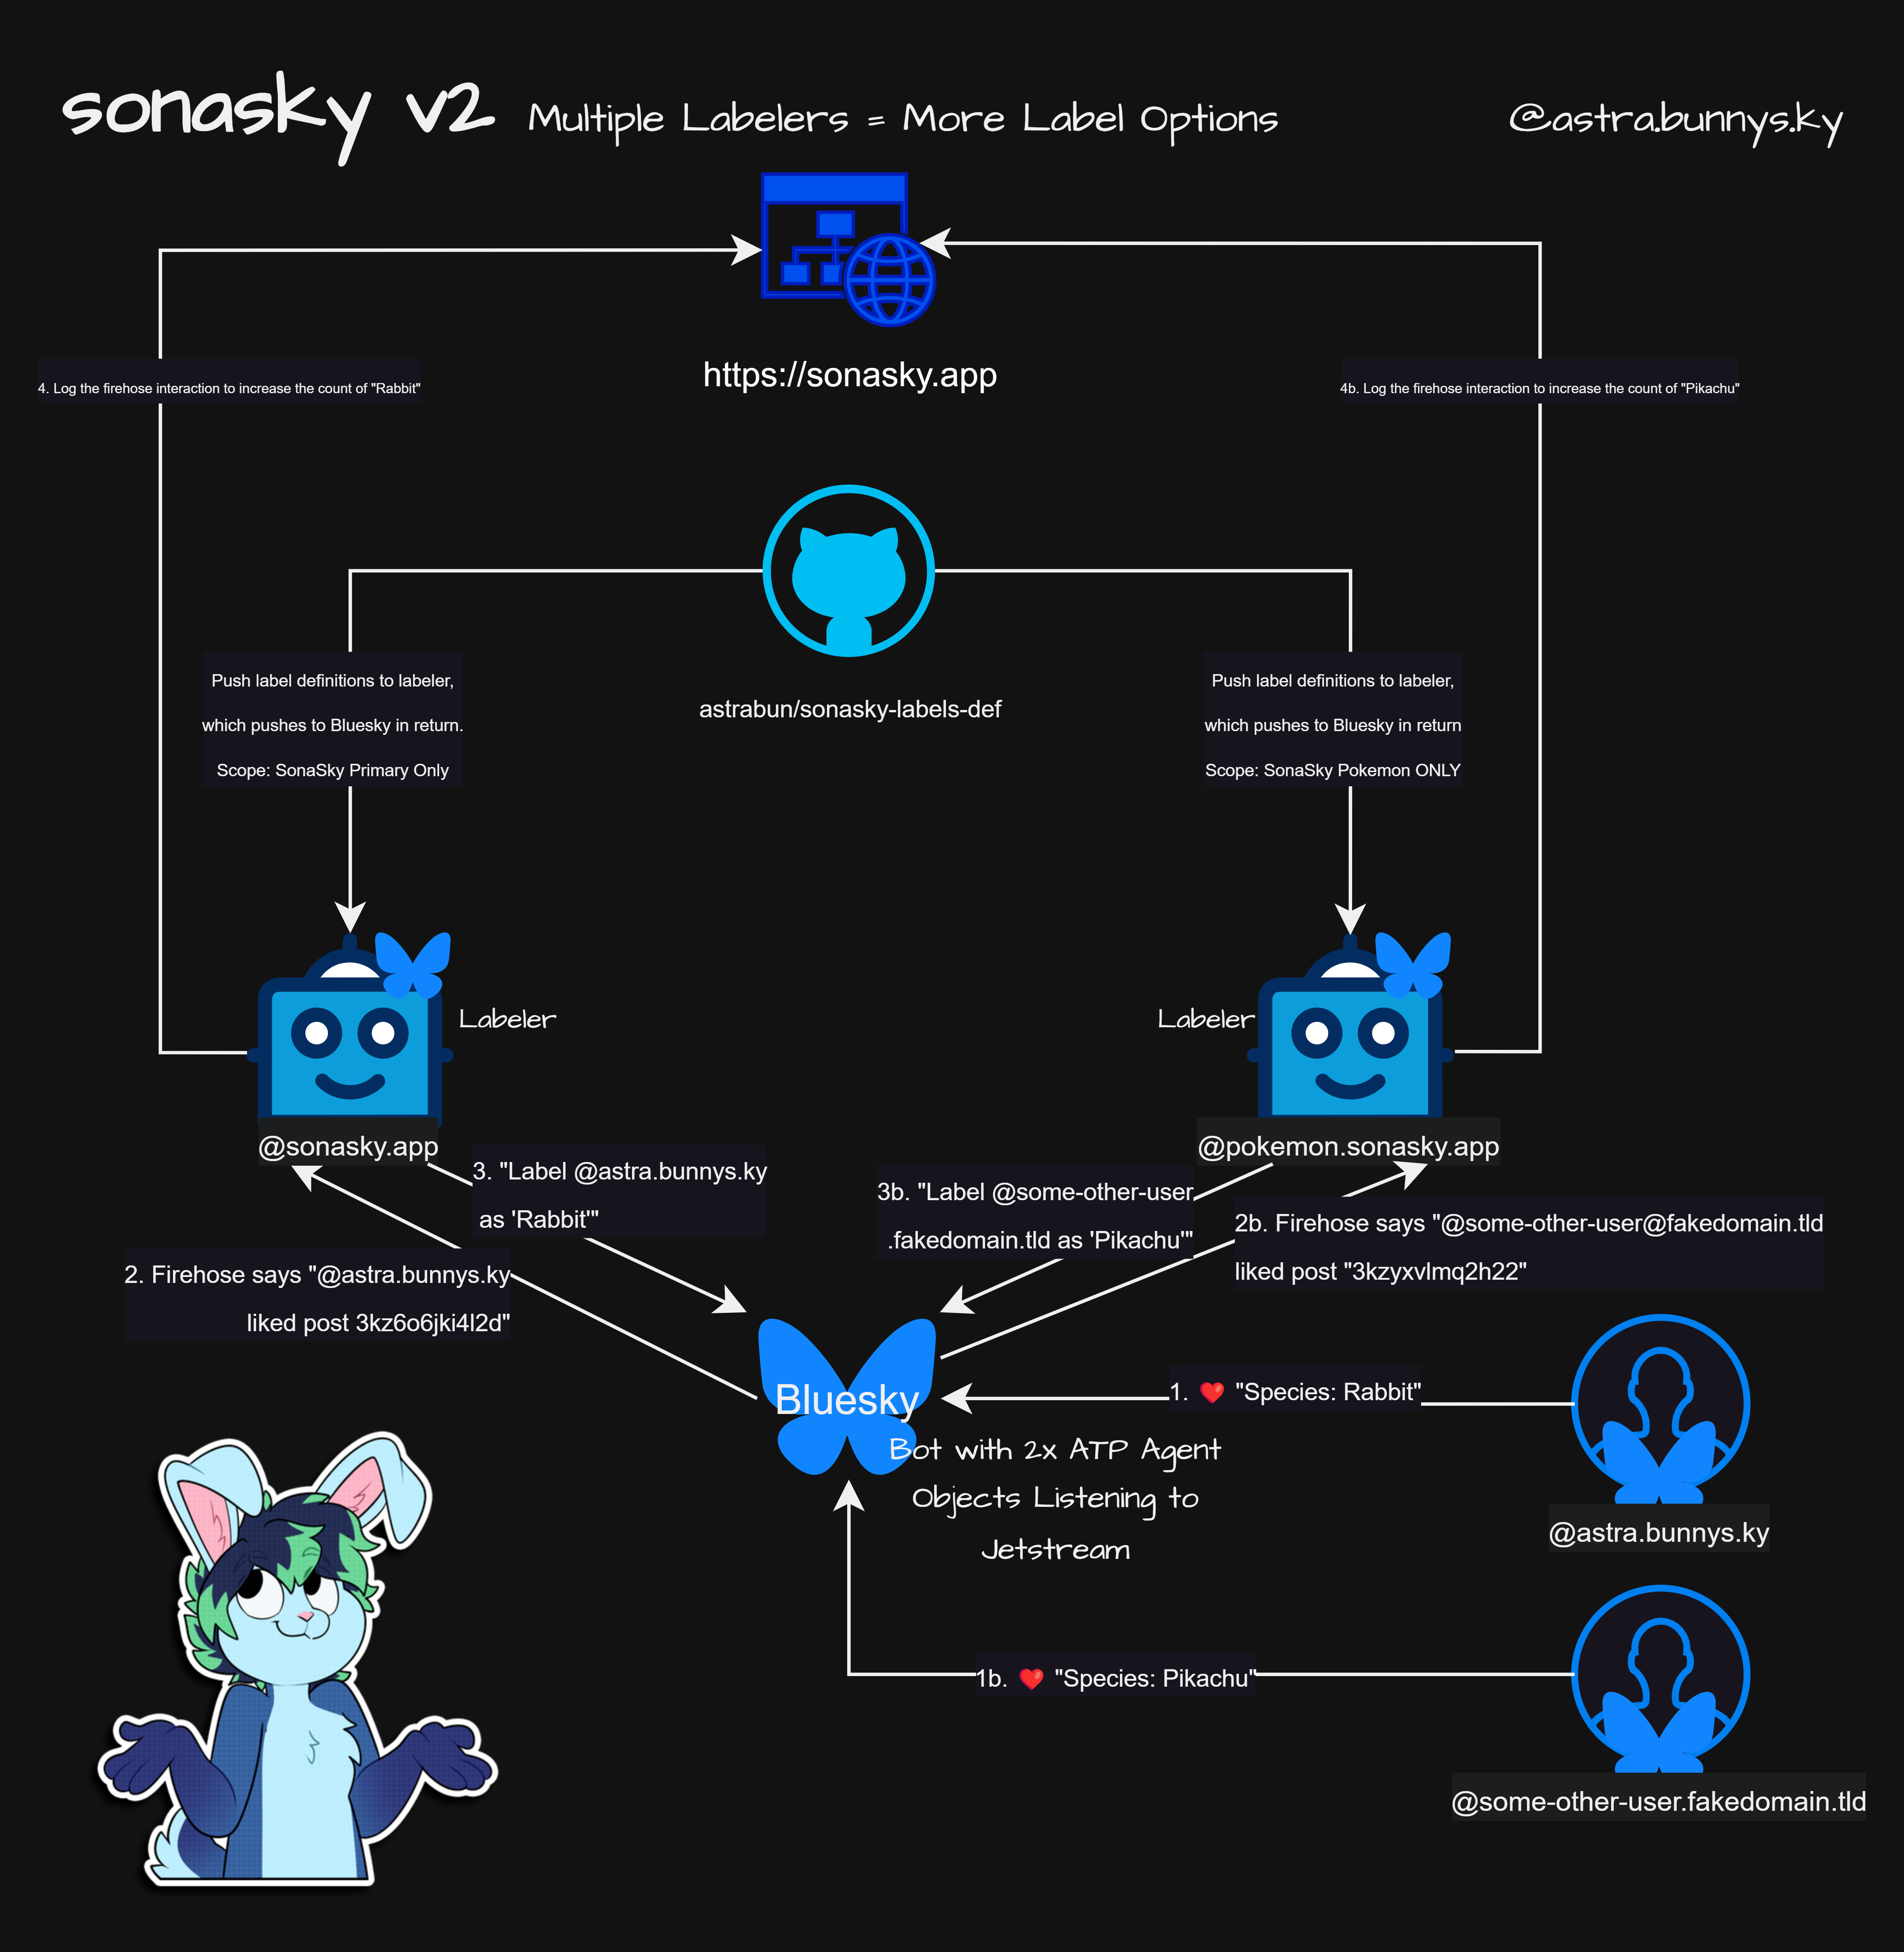 sonasky v2 Multiple Labelers = More Label Options @astra.bunnys.ky
https://sonasky.app
4. Log the firehose interaction to increase the count of "Rabbit"
4b. Log the firehose interaction to increase the count of "Pikachu"
astrabun/sonasky-labels-def
Push label definitions to labeler,
which pushes to Bluesky in return.
Scope: SonaSky Primary Only
Push label definitions to labeler,
which pushes to Bluesky in return
Scope: SonaSky Pokemon ONLY
Labeler
Labeler
@sonasky.app
@pokemon.sonasky.app
3. "Label @astra.bunnys.ky
as 'Rabbit'"
3b. "Label @some-other-user
.fakedomain.tld as 'Pikachu'"
2b. Firehose says "@some-other-user@fakedomain.tld
liked post "3kzyxvlmq2h22"
2. Firehose says "@astra.bunnys.ky
liked post 3kz6o6jki4l2d"
Bluesky
1. ❤️ "Species: Rabbit"
Bot with 2x ATP Agent
Objects Listening to
Jetstream
@astra.bunnys.ky
1b. ❤️ "Species: Pikachu"
@some-other-user.fakedomain.tld